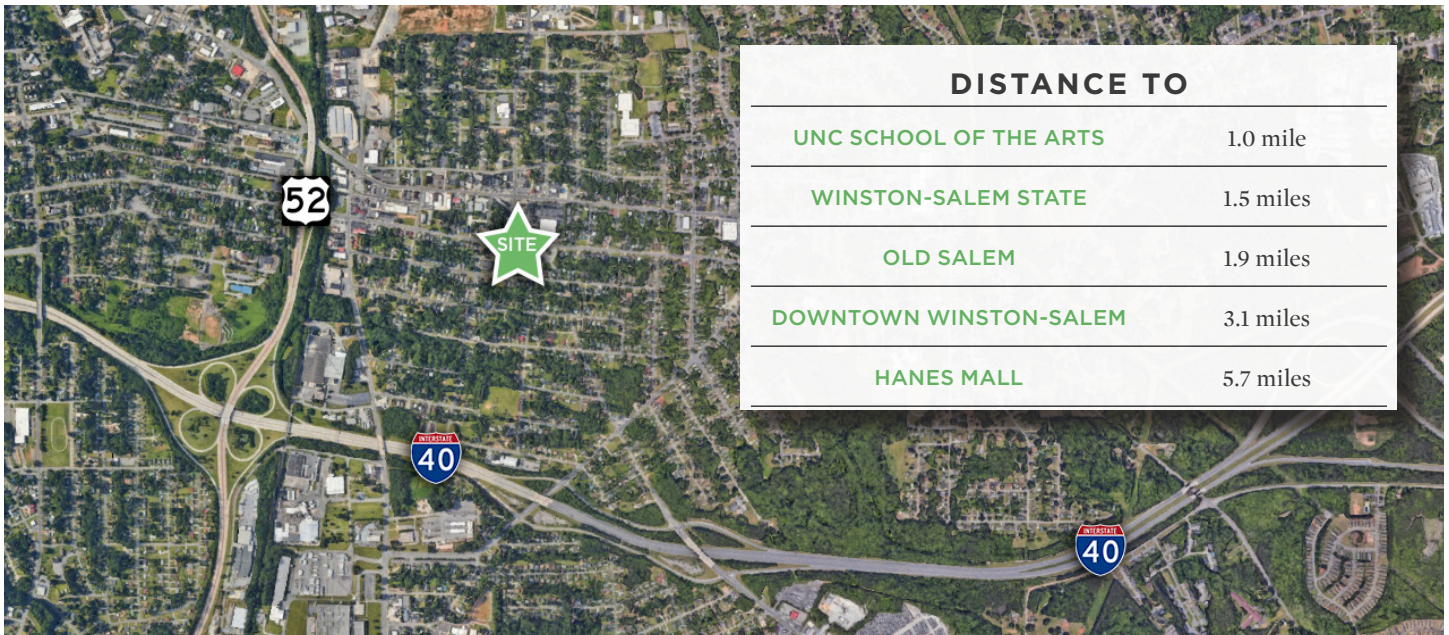 DISTANCE TO
UNC SCHOOL OF THE ARTS 1.0 mile
WINSTON-SALEM STATE 1.5 miles
OLD SALEM 1.9 miles
DOWNTOWN WINSTON-SALEM 3.1 miles
HANES MALL 5.7 miles
52
SITE
INTERSTATE
40
INTERSTATE
40